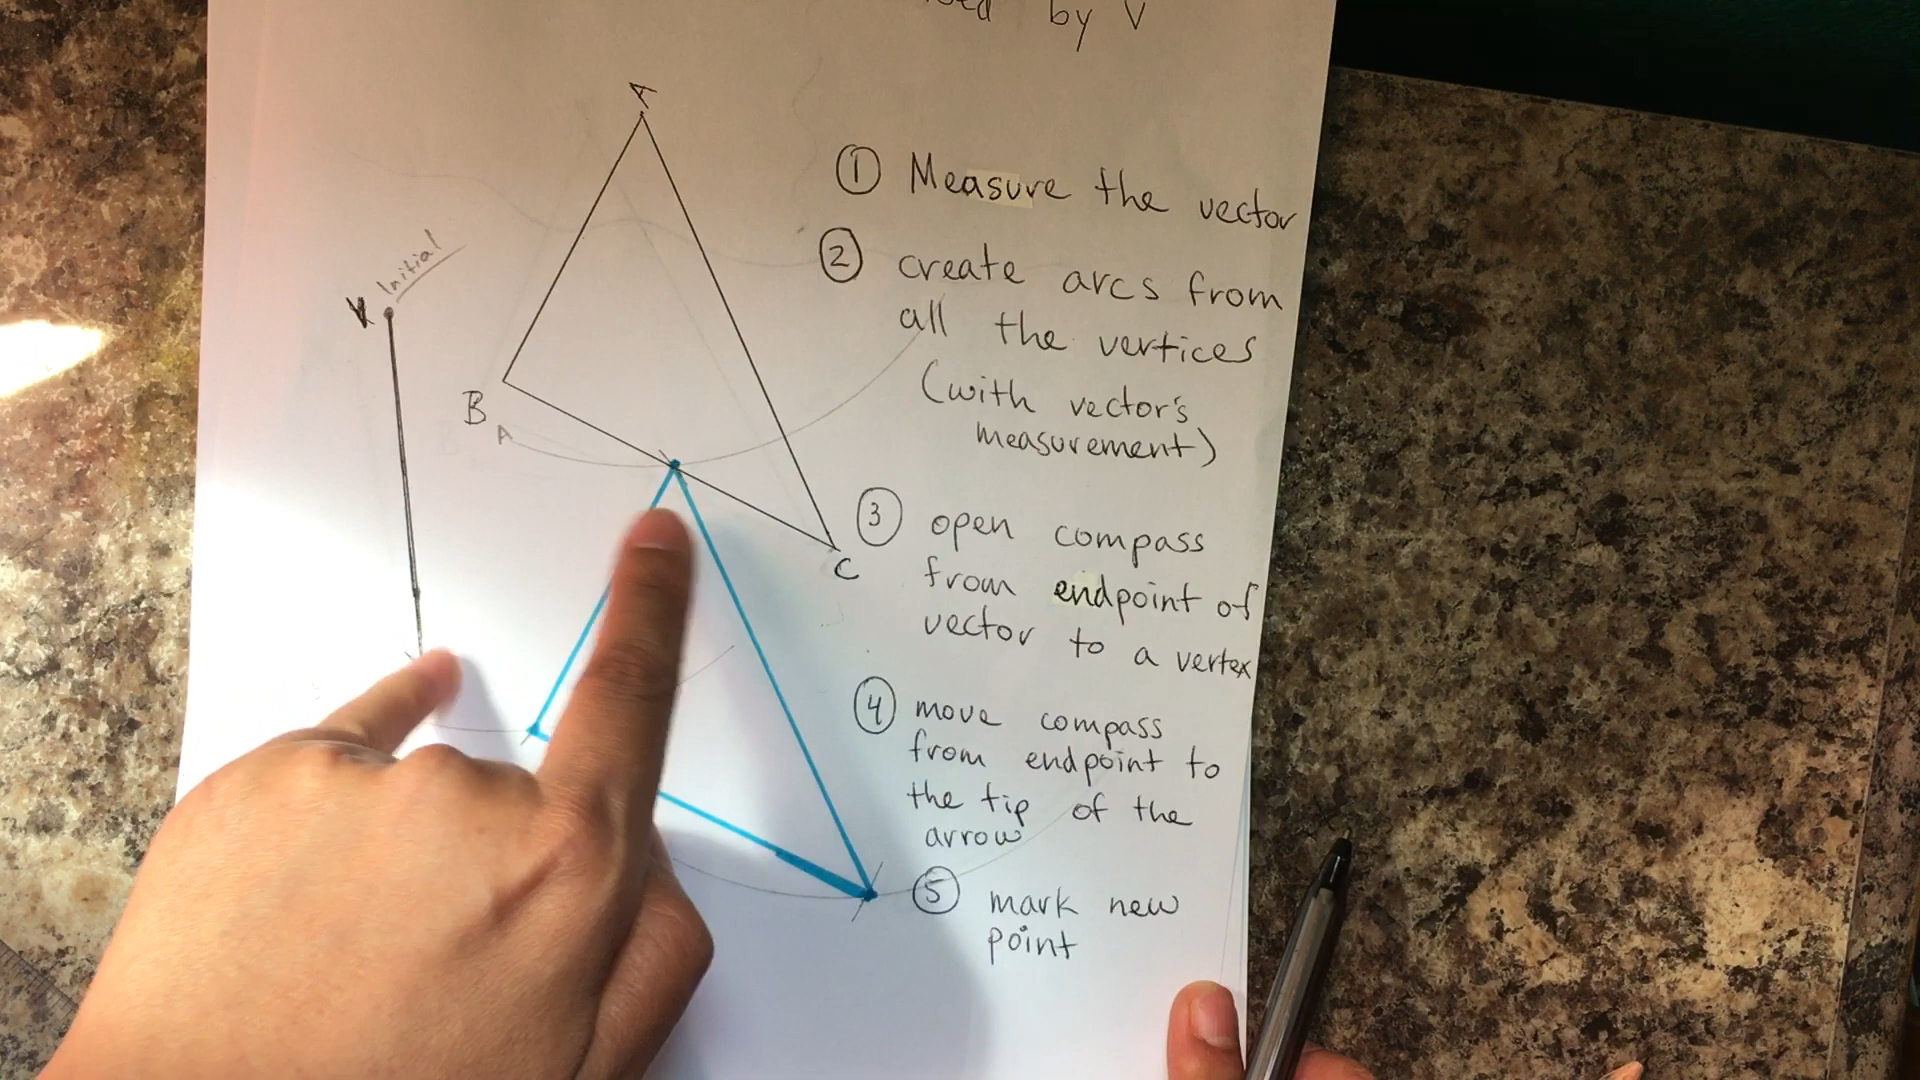 by V
A
① Measure the vector
② create arcs from
all the vertices
(with vector's
measurement)
Initial
V
B
A
C
③ open compass
from endpoint of
vector to a vertex
④ move compass
from endpoint to
the tip of the
arrow
⑤ mark new
point